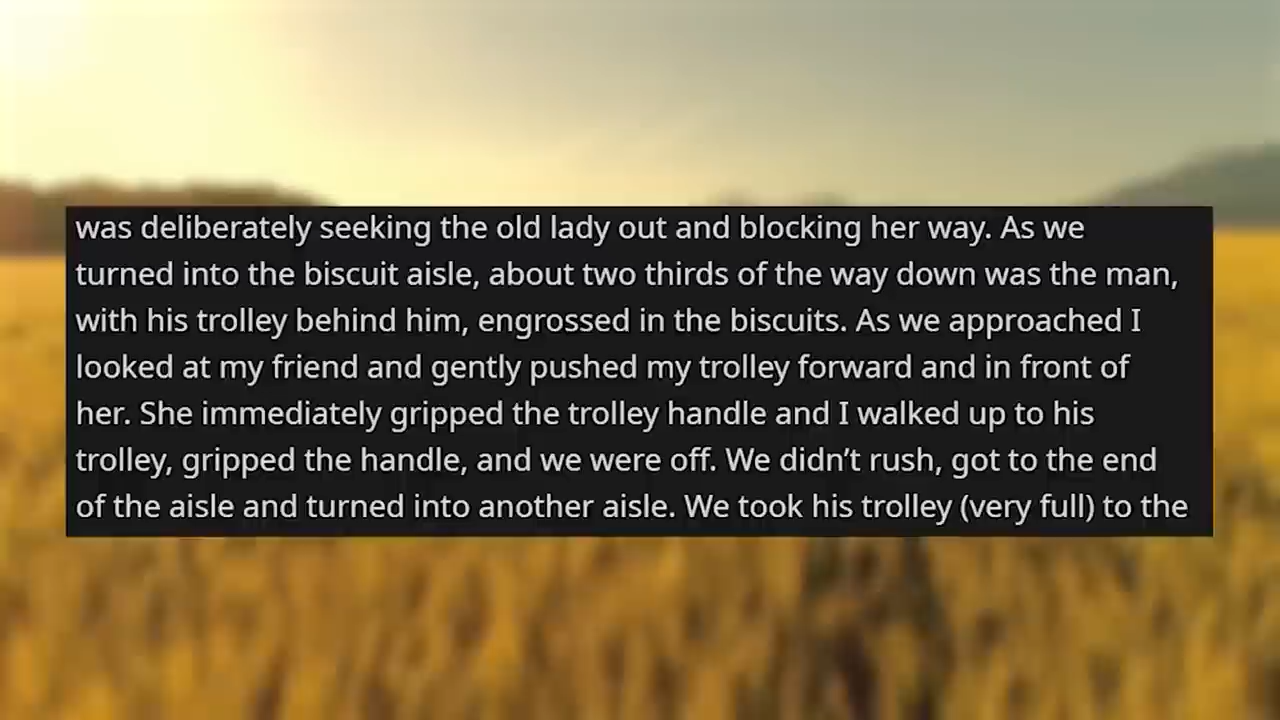 was deliberately seeking the old lady out and blocking her way. As we
turned into the biscuit aisle, about two thirds of the way down was the man,
with his trolley behind him, engrossed in the biscuits. As we approached I
looked at my friend and gently pushed my trolley forward and in front of
her. She immediately gripped the trolley handle and I walked up to his
trolley, gripped the handle, and we were off. We didn’t rush, got to the end
of the aisle and turned into another aisle. We took his trolley (very full) to the